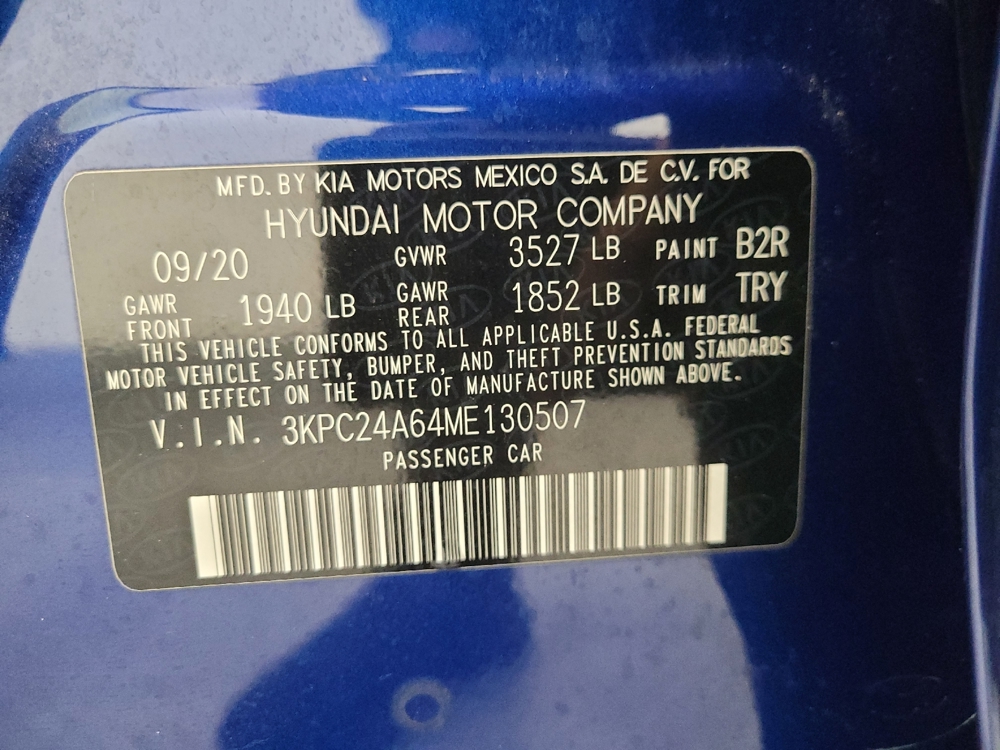 MFD. BY KIA MOTORS MEXICO S.A. DE C.V. FOR
HYUNDAI MOTOR COMPANY
09/20 GVWR 3527 LB PAINT B2R
GAWR FRONT 1940 LB GAWR REAR 1852 LB TRIM TRY
THIS VEHICLE CONFORMS TO ALL APPLICABLE U.S.A. FEDERAL
MOTOR VEHICLE SAFETY, BUMPER, AND THEFT PREVENTION STANDARDS
IN EFFECT ON THE DATE OF MANUFACTURE SHOWN ABOVE.
V.I.N. 3KPC24A64ME130507
PASSENGER CAR